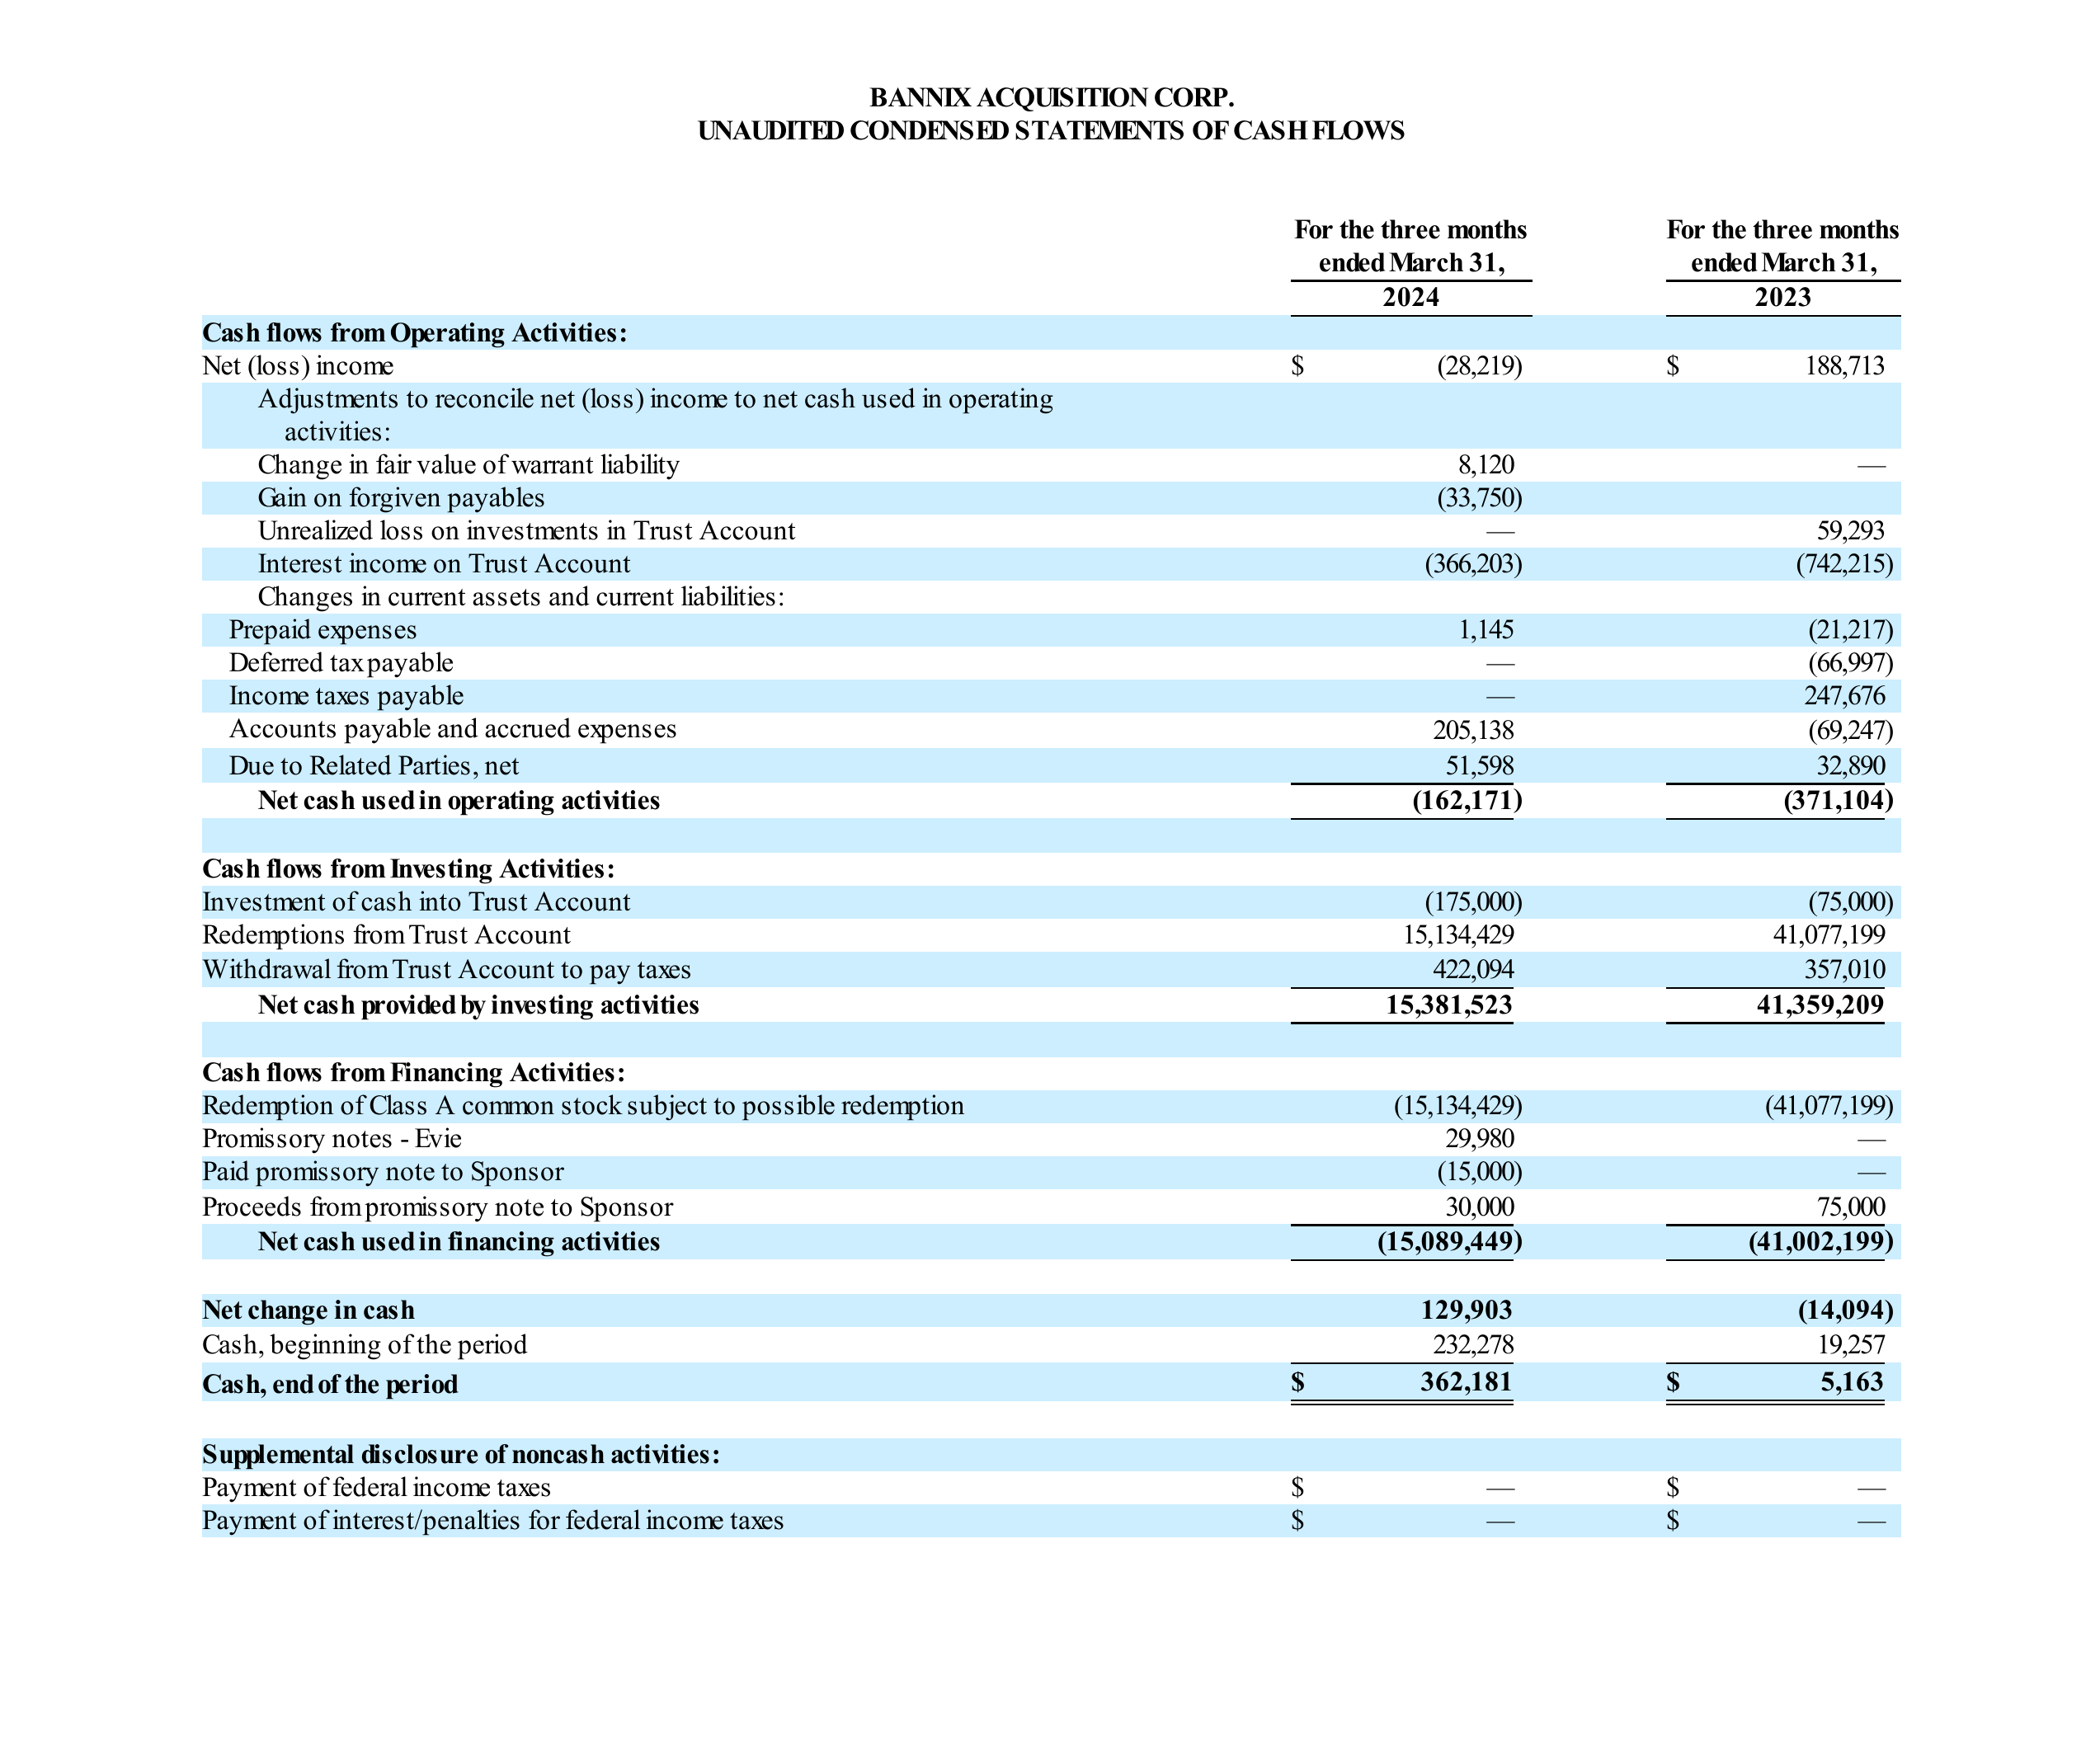 BANNIX ACQUISITION CORP.
UNAUDITED CONDENSED STATEMENTS OF CASH FLOWS
For the three months For the three months
ended March 31, ended March 31,
2024 2023
Cash flows from Operating Activities:
Net (loss) income $ (28,219) $ 188,713
Adjustments to reconcile net (loss) income to net cash used in operating
activities:
Change in fair value of warrant liability 8,120 —
Gain on forgiven payables (33,750)
Unrealized loss on investments in Trust Account — 59,293
Interest income on Trust Account (366,203) (742,215)
Changes in current assets and current liabilities:
Prepaid expenses 1,145 (21,217)
Deferred tax payable — (66,997)
Income taxes payable — 247,676
Accounts payable and accrued expenses 205,138 (69,247)
Due to Related Parties, net 51,598 32,890
Net cash used in operating activities (162,171) (371,104)
Cash flows from Investing Activities:
Investment of cash into Trust Account (175,000) (75,000)
Redemptions from Trust Account 15,134,429 41,077,199
Withdrawal from Trust Account to pay taxes 422,094 357,010
Net cash provided by investing activities 15,381,523 41,359,209
Cash flows from Financing Activities:
Redemption of Class A common stock subject to possible redemption (15,134,429) (41,077,199)
Promissory notes - Evie 29,980 —
Paid promissory note to Sponsor (15,000) —
Proceeds from promissory note to Sponsor 30,000 75,000
Net cash used in financing activities (15,089,449) (41,002,199)
Net change in cash 129,903 (14,094)
Cash, beginning of the period 232,278 19,257
Cash, end of the period $ 362,181 $ 5,163
Supplemental disclosure of noncash activities:
Payment of federal income taxes $ — $ —
Payment of interest/penalties for federal income taxes $ — $ —